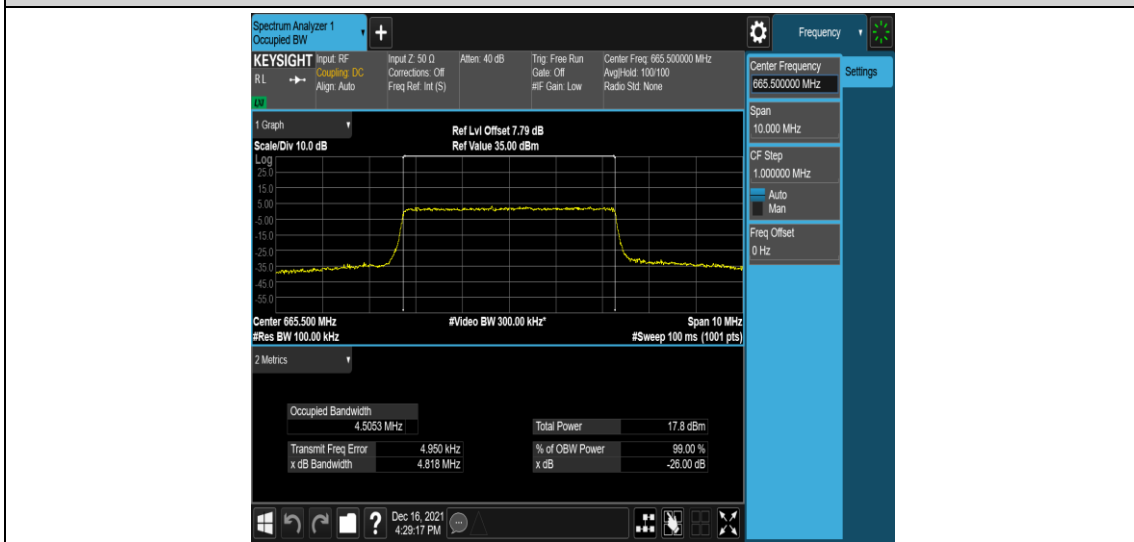 Spectrum Analyzer 1
Occupied BW
Frequency
KEYSIGHT
RL
Input: RF
Coupling: DC
Align: Auto
Input Z: 50 Ω
Corrections: Off
Freq Ref: Int (S)
Atten: 40 dB
Trig: Free Run
Gate: Off
#IF Gain: Low
Center Freq: 665.500000 MHz
Avg|Hold: 100/100
Radio Std: None
Center Frequency
665.500000 MHz
Settings
Span
10.000 MHz
CF Step
1.000000 MHz
Auto
Man
Freq Offset
0 Hz
1 Graph
Scale/Div 10.0 dB
Ref Lvl Offset 7.79 dB
Ref Value 35.00 dBm
Log
25.0
15.0
5.00
-5.00
-15.0
-25.0
-35.0
-45.0
-55.0
Center 665.500 MHz
#Video BW 300.00 kHz*
Span 10 MHz
#Res BW 100.00 kHz
#Sweep 100 ms (1001 pts)
2 Metrics
Occupied Bandwidth
4.5053 MHz
Total Power 17.8 dBm
Transmit Freq Error 4.950 kHz
% of OBW Power 99.00 %
x dB Bandwidth 4.818 MHz
x dB -26.00 dB
?
Dec 16, 2021
4:29:17 PM